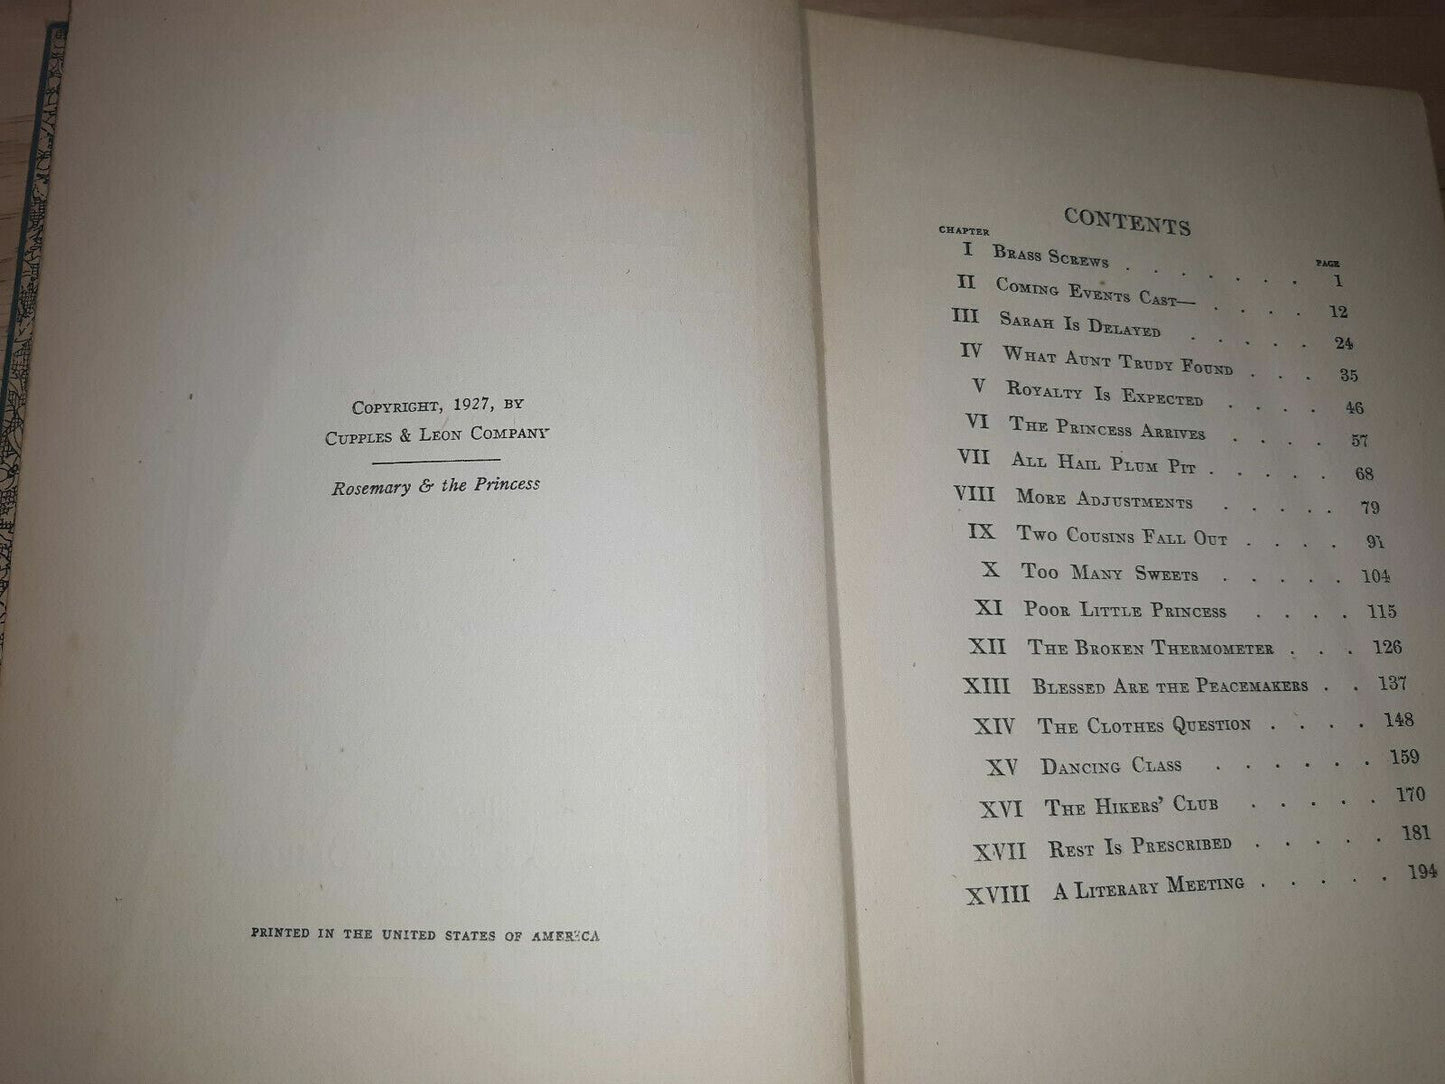 COPYRIGHT, 1927, BY
CUPPLES & LEON COMPANY
Rosemary & the Princess
PRINTED IN THE UNITED STATES OF AMERICA
CONTENTS
CHAPTER PAGE
I BRASS SCREWS . . . . . . . 1
II COMING EVENTS CAST— . . . . 12
III SARAH IS DELAYED . . . . . 24
IV WHAT AUNT TRUDY FOUND . . . 35
V ROYALTY IS EXPECTED . . . . 46
VI THE PRINCESS ARRIVES . . . . 57
VII ALL HAIL PLUM PIT . . . . . 68
VIII MORE ADJUSTMENTS . . . . . 79
IX TWO COUSINS FALL OUT . . . . 91
X TOO MANY SWEETS . . . . . 104
XI POOR LITTLE PRINCESS . . . . 115
XII THE BROKEN THERMOMETER . . . 126
XIII BLESSED ARE THE PEACEMAKERS . . 137
XIV THE CLOTHES QUESTION . . . . 148
XV DANCING CLASS . . . . . . 159
XVI THE HIKERS' CLUB . . . . . 170
XVII REST IS PRESCRIBED . . . . . 181
XVIII A LITERARY MEETING . . . . . 194